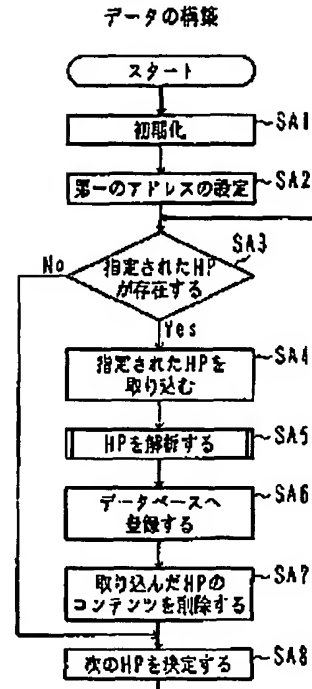 データの構築
スタート
初期化
~SA1
第一のアドレスの設定
~SA2
SA3
No
指定されたHP
が存在する
Yes
指定されたHPを
取り込む
~SA4
HPを解析する
~SA5
データベースへ
登録する
~SA6
取り込んだHPの
コンテンツを削除する
~SA7
次のHPを決定する
~SA8